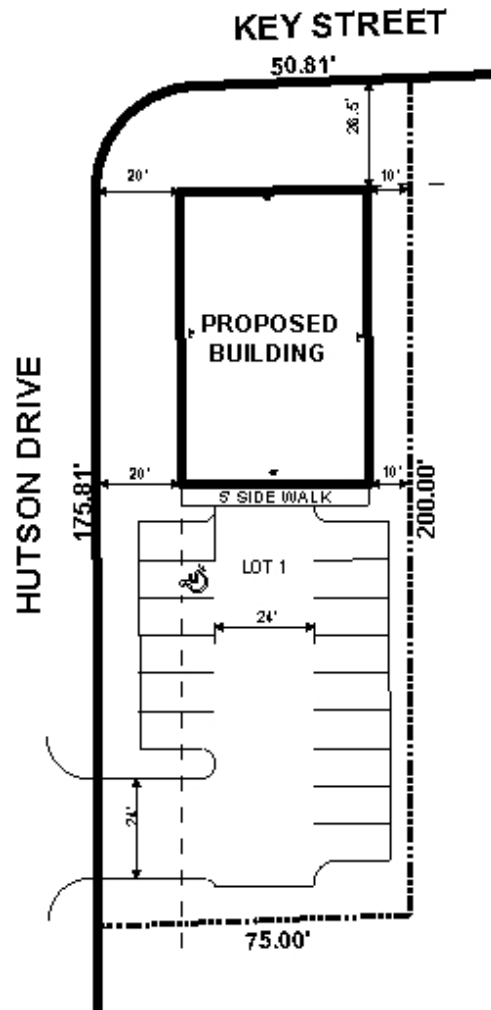 KEY STREET
50.81'
26.5'
20'
10'
PROPOSED
BUILDING
HUTSON DRIVE
175.81'
20'
10'
200.00'
5' SIDE WALK
LOT 1
24'
24'
75.00'